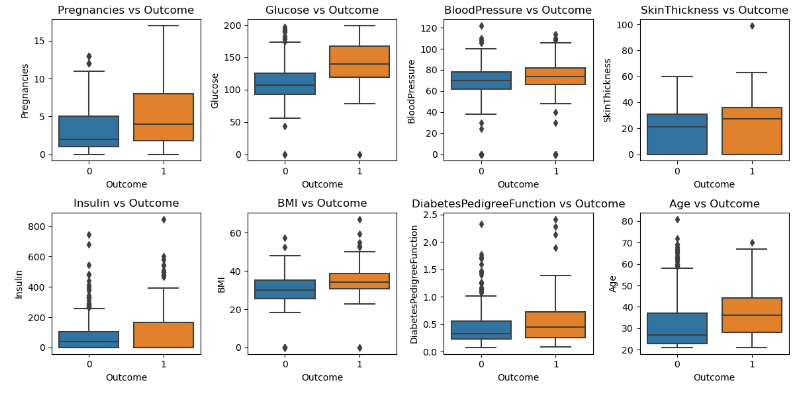 Pregnancies vs Outcome
Pregnancies
15
10
5
0
0 1
Outcome
Glucose vs Outcome
Glucose
200
150
100
50
0
0 1
Outcome
BloodPressure vs Outcome
BloodPressure
120
100
80
60
40
20
0
0 1
Outcome
SkinThickness vs Outcome
SkinThickness
100
80
60
40
20
0
0 1
Outcome
Insulin vs Outcome
Insulin
800
600
400
200
0
0 1
Outcome
BMI vs Outcome
BMI
60
40
20
0
0 1
Outcome
DiabetesPedigreeFunction vs Outcome
DiabetesPedigreeFunction
2.5
2.0
1.5
1.0
0.5
0.0
0 1
Outcome
Age vs Outcome
Age
80
70
60
50
40
30
20
0 1
Outcome